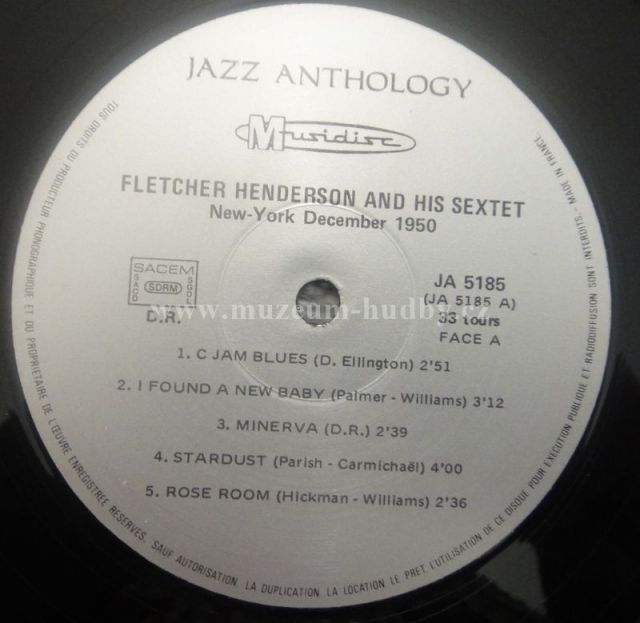 JAZZ ANTHOLOGY
Musidisc
FLETCHER HENDERSON AND HIS SEXTET
New-York December 1950
SACEM
SACD
SDRM
SGDL
D.R.
JA 5185
(JA 5185 A)
33 tours
FACE A
www.muzeum-hudby.cz
1. C JAM BLUES (D. Ellington) 2'51
2. I FOUND A NEW BABY (Palmer - Williams) 3'12
3. MINERVA (D.R.) 2'39
4. STARDUST (Parish - Carmichaël) 4'00
5. ROSE ROOM (Hickman - Williams) 2'36
TOUS DROITS DU PRODUCTEUR PHONOGRAPHIQUE ET DU PROPRIETAIRE DE L'ŒUVRE ENREGISTREE RESERVES. SAUF AUTORISATION, LA DUPLICATION, LA LOCATION, LE PRET, L'UTILISATION DE CE DISQUE POUR EXECUTION PUBLIQUE ET RADIODIFFUSION SONT INTERDITS. - MADE IN FRANCE